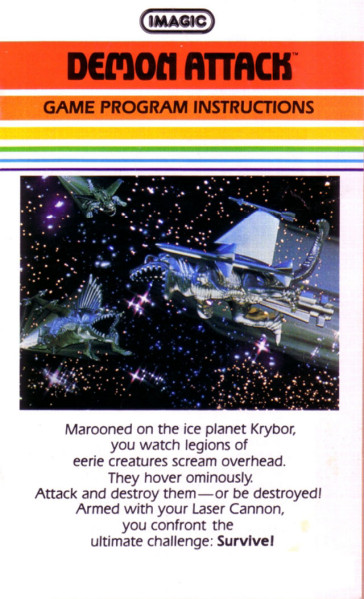 IMAGIC
DEMON ATTACK™
GAME PROGRAM INSTRUCTIONS
Marooned on the ice planet Krybor,
you watch legions of
eerie creatures scream overhead.
They hover ominously.
Attack and destroy them—or be destroyed!
Armed with your Laser Cannon,
you confront the
ultimate challenge: Survive!